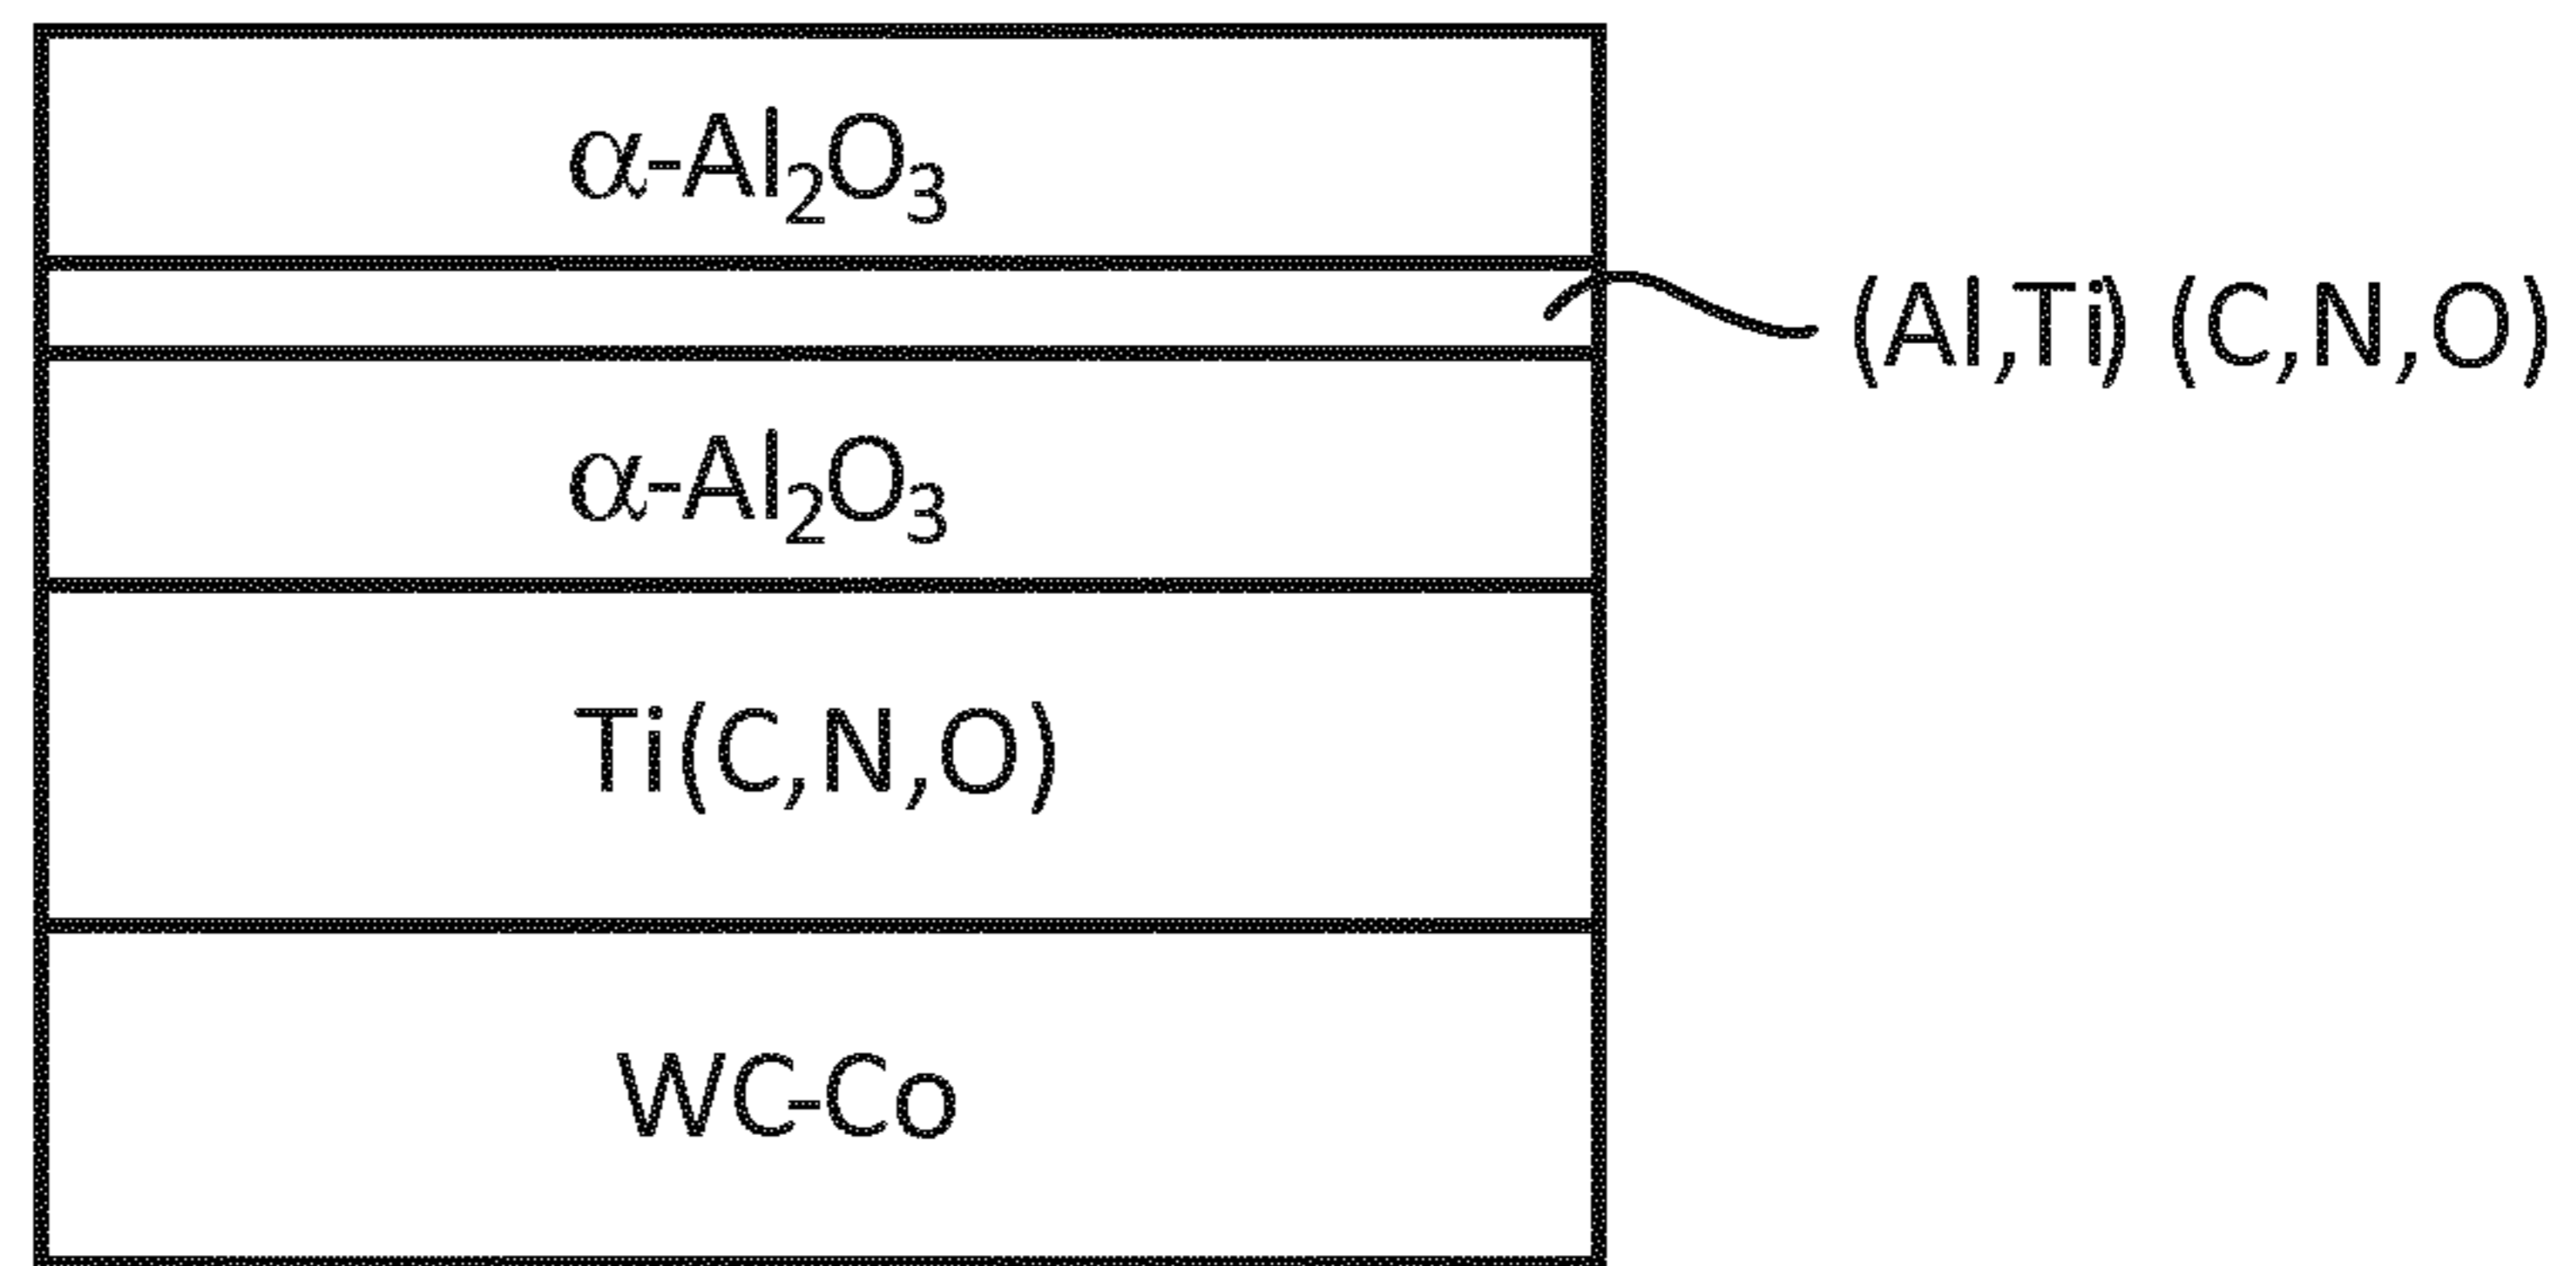 α-Al₂O₃
(Al,Ti) (C,N,O)
α-Al₂O₃
Ti(C,N,O)
WC-Co